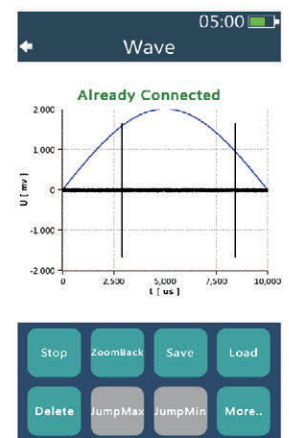 05:00
Wave
Already Connected
2.000
1.000
0
-1.000
-2.000
U [ mv ]
0 2,500 5,000 7,500 10,000
t [ us ]
Stop ZoomBack Save Load
Delete JumpMax JumpMin More..